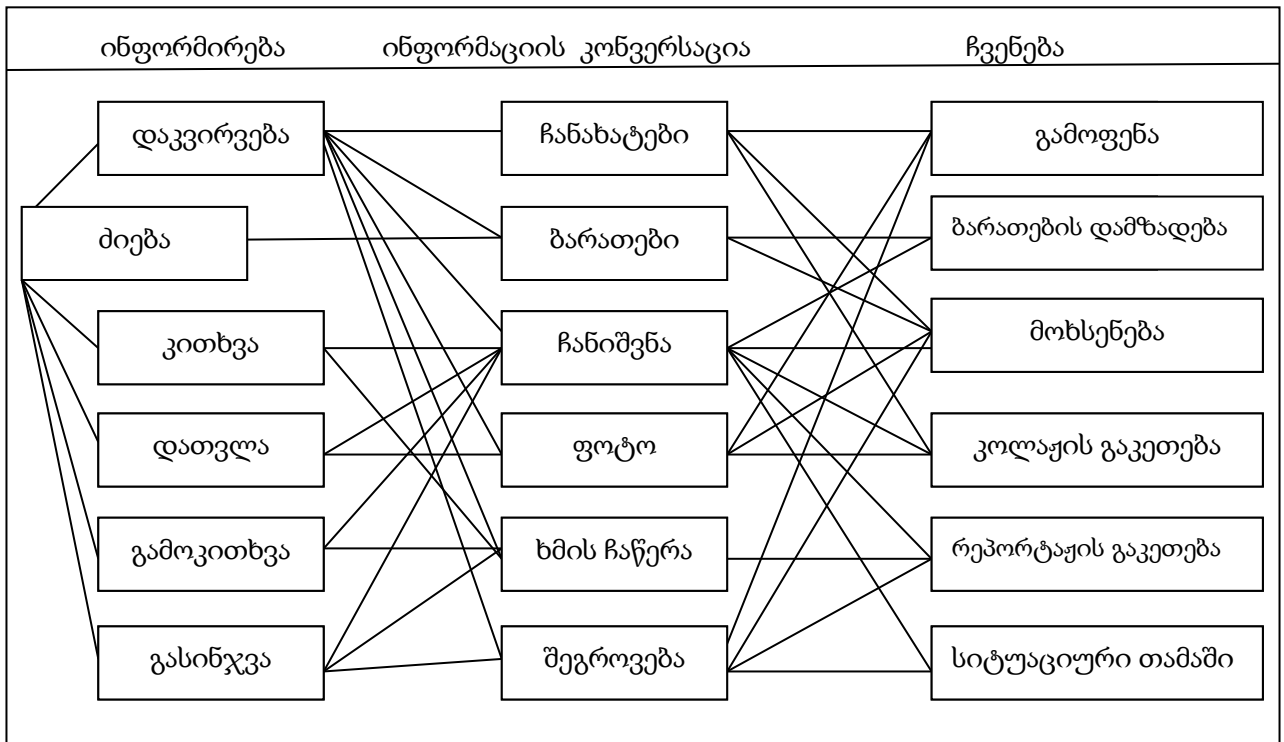 ინფორმირება
ინფორმაციის კონვერსაცია
ჩვენება
დაკვირვება
ჩანახატები
გამოფენა
ძიება
ბარათები
ბარათების დამზადება
კითხვა
ჩანიშვნა
მოხსენება
დათვლა
ფოტო
კოლაჟის გაკეთება
გამოკითხვა
ხმის ჩაწერა
რეპორტაჟის გაკეთება
გასინჯვა
შეგროვება
სიტუაციური თამაში